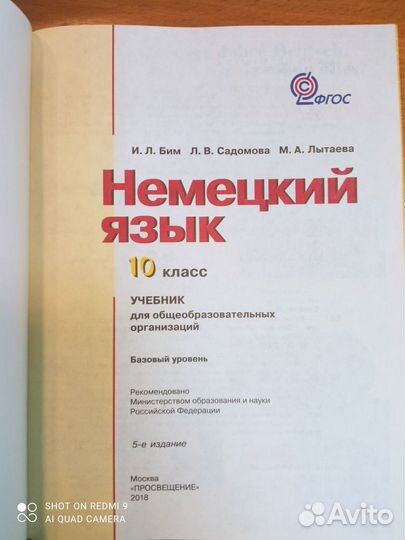 ФГОС
И. Л. Бим Л. В. Садомова М. А. Лытаева
Немецкий
язык
10 класс
УЧЕБНИК
для общеобразовательных
организаций
Базовый уровень
Рекомендовано
Министерством образования и науки
Российской Федерации
5-е издание
Москва
«ПРОСВЕЩЕНИЕ»
2018
SHOT ON REDMI 9
AI QUAD CAMERA
Avito